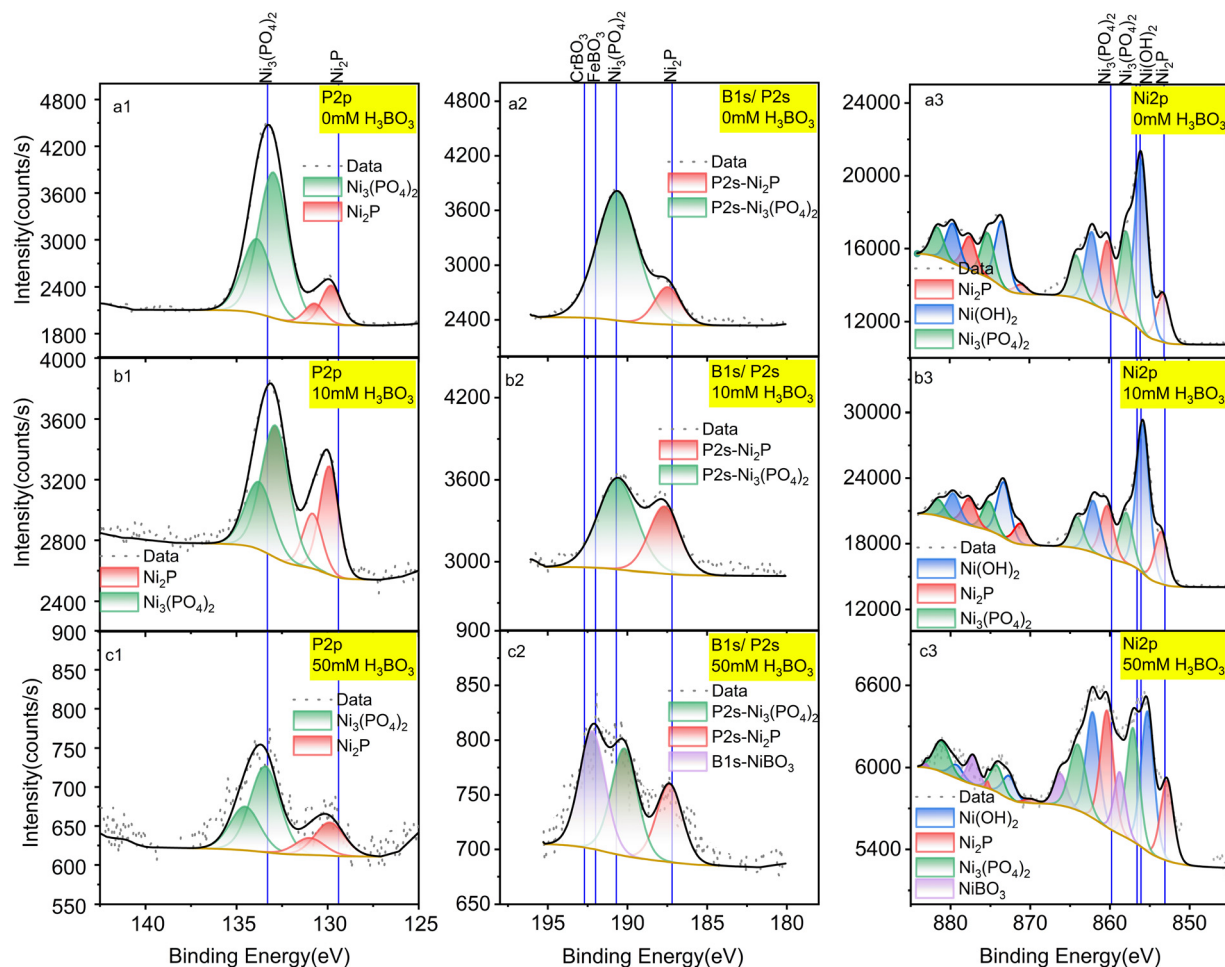 Ni₃(PO₄)₂
Ni₂P
CrBO₃
FeBO₃
Ni₃(PO₄)₂
Ni₂P
Ni₃(PO₄)₂
Ni₃(PO₄)₂
Ni(OH)₂
Ni₂P
a1
P2p
0mM H₃BO₃
Data
Ni₃(PO₄)₂
Ni₂P
4800
4200
3600
3000
2400
1800
Intensity(counts/s)
a2
B1s/ P2s
0mM H₃BO₃
Data
P2s-Ni₂P
P2s-Ni₃(PO₄)₂
4800
4200
3600
3000
2400
a3
Ni2p
0mM H₃BO₃
Data
Ni₂P
Ni(OH)₂
Ni₃(PO₄)₂
24000
20000
16000
12000
b1
P2p
10mM H₃BO₃
Data
Ni₂P
Ni₃(PO₄)₂
4000
3600
3200
2800
2400
Intensity(counts/s)
b2
B1s/ P2s
10mM H₃BO₃
Data
P2s-Ni₂P
P2s-Ni₃(PO₄)₂
4200
3600
3000
b3
Ni2p
10mM H₃BO₃
Data
Ni(OH)₂
Ni₂P
Ni₃(PO₄)₂
30000
24000
18000
12000
c1
P2p
50mM H₃BO₃
Data
Ni₃(PO₄)₂
Ni₂P
900
850
800
750
700
650
600
550
Intensity(counts/s)
140
135
130
125
Binding Energy(eV)
c2
B1s/ P2s
50mM H₃BO₃
Data
P2s-Ni₃(PO₄)₂
P2s-Ni₂P
B1s-NiBO₃
900
850
800
750
700
650
195
190
185
180
Binding Energy(eV)
c3
Ni2p
50mM H₃BO₃
Data
Ni(OH)₂
Ni₂P
Ni₃(PO₄)₂
NiBO₃
6600
6000
5400
880
870
860
850
Binding Energy(eV)